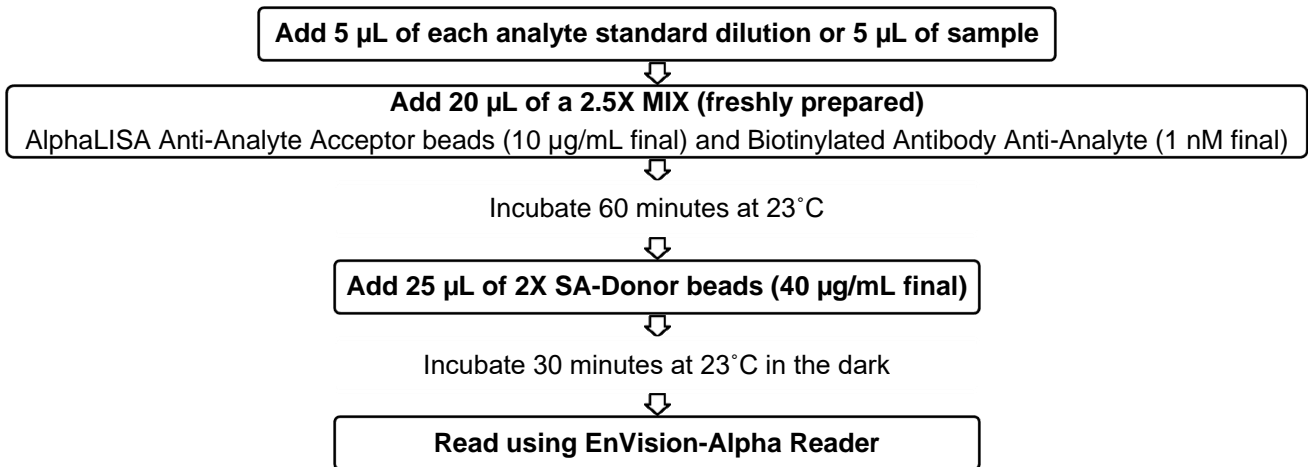 Add 5 µL of each analyte standard dilution or 5 µL of sample
Add 20 µL of a 2.5X MIX (freshly prepared)
AlphaLISA Anti-Analyte Acceptor beads (10 µg/mL final) and Biotinylated Antibody Anti-Analyte (1 nM final)
Incubate 60 minutes at 23˚C
Add 25 µL of 2X SA-Donor beads (40 µg/mL final)
Incubate 30 minutes at 23˚C in the dark
Read using EnVision-Alpha Reader